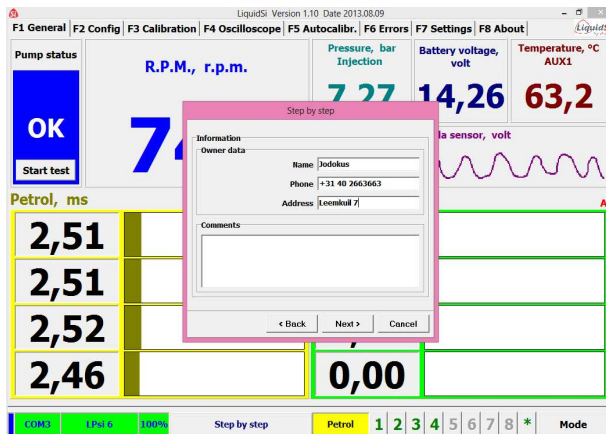 LiquidSi Version 1.10 Date 2013.08.09
F1 General F2 Config F3 Calibration F4 Oscilloscope F5 Autocalibr. F6 Errors F7 Settings F8 About
Pump status
R.P.M., r.p.m.
Pressure, bar
Injection
Battery voltage,
volt
Temperature, °C
AUX1
7,27
14,26
63,2
OK
Start test
Step by step
Information
Owner data
Name Jodokus
Phone +31 40 2663663
Address Leemkuil 7
Comments
sensor, volt
Petrol, ms
2,51
2,51
2,52
2,46
0,00
< Back Next > Cancel
COM3 LPsi 6 100% Step by step Petrol 1 2 3 4 5 6 7 8 * Mode